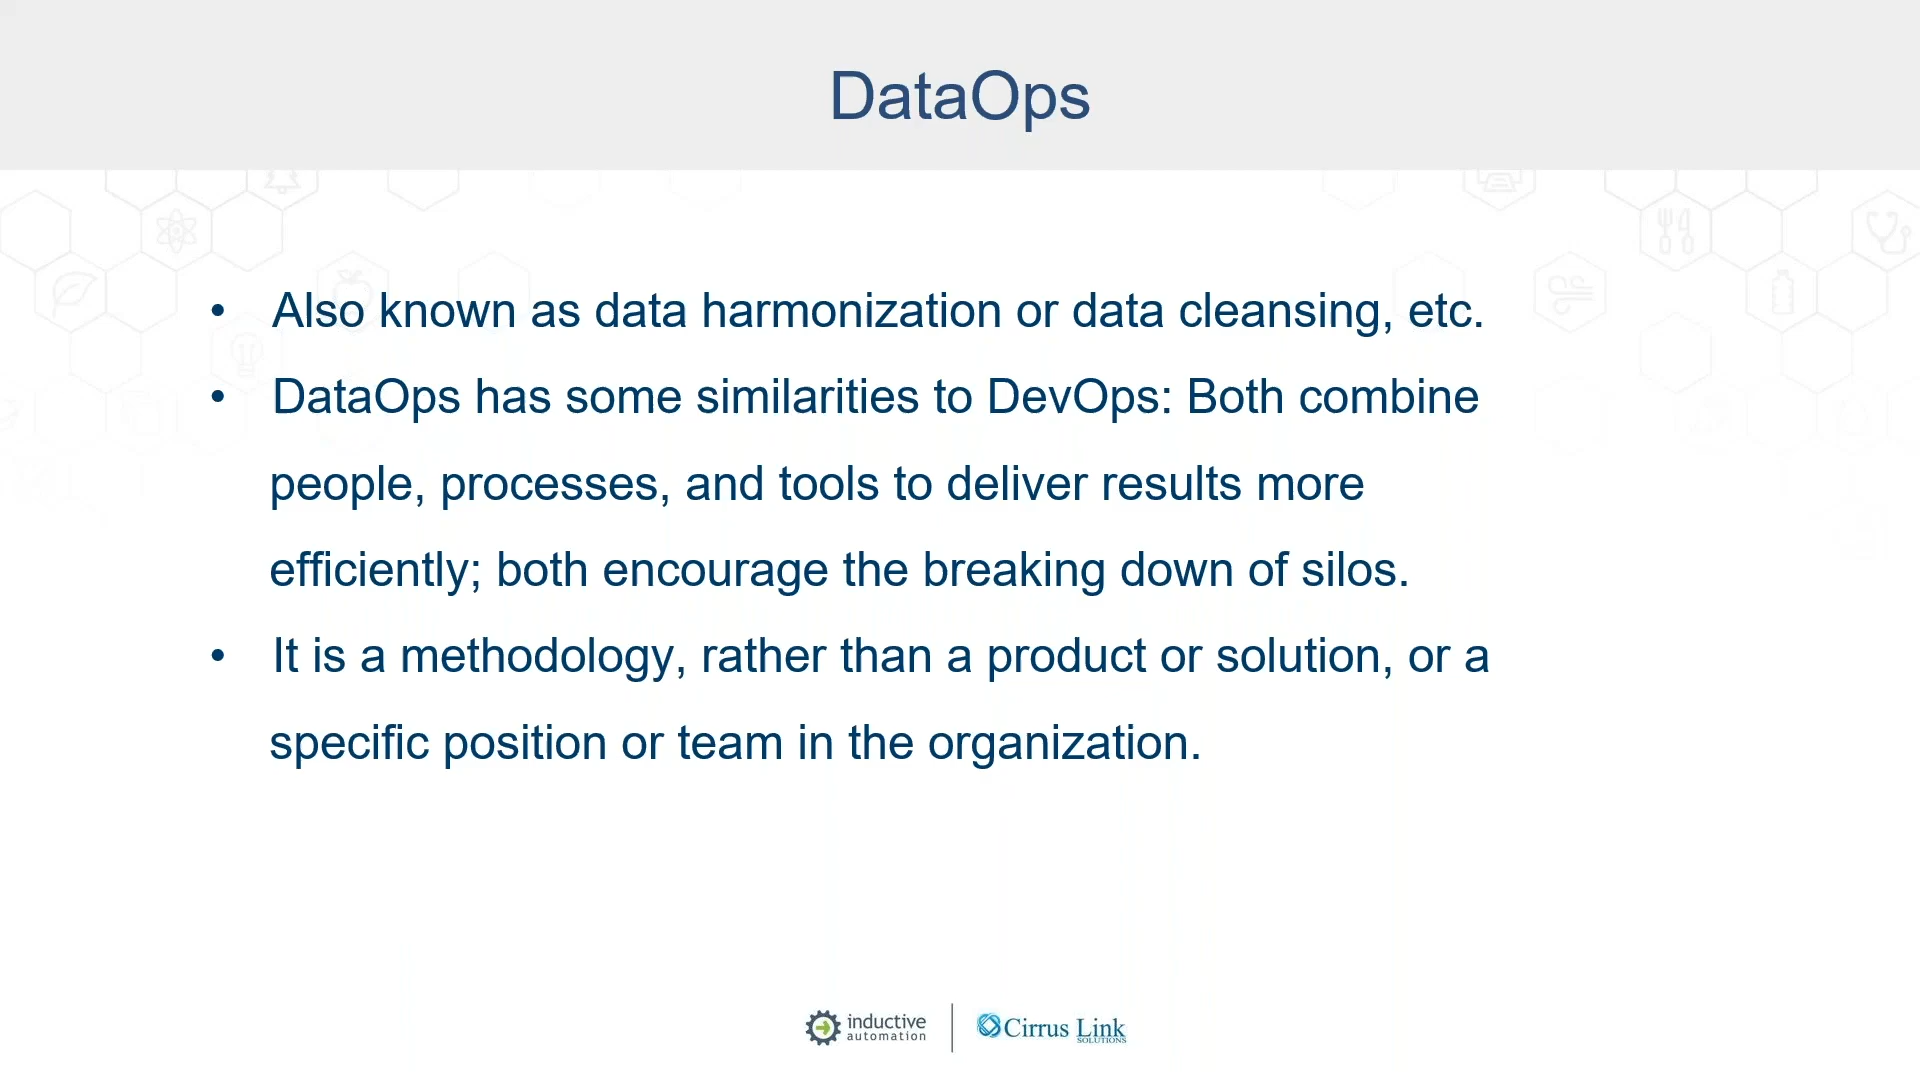 DataOps
• Also known as data harmonization or data cleansing, etc.
• DataOps has some similarities to DevOps: Both combine
people, processes, and tools to deliver results more
efficiently; both encourage the breaking down of silos.
• It is a methodology, rather than a product or solution, or a
specific position or team in the organization.
inductive
automation
Cirrus Link
SOLUTIONS